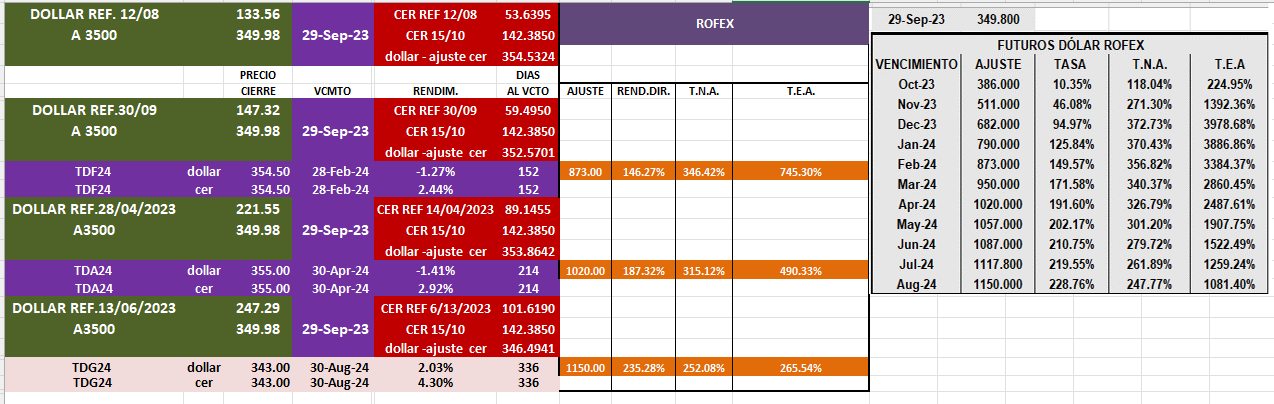 DOLLAR REF. 12/08 133.56 CER REF 12/08 53.6395 ROFEX
A 3500 349.98 29-Sep-23 CER 15/10 142.3850
dollar - ajuste cer 354.5324
PRECIO DIAS
CIERRE VCMTO RENDIM. AL VCTO AJUSTE REND.DIR. T.N.A. T.E.A.
DOLLAR REF.30/09 147.32 CER REF 30/09 59.4950
A 3500 349.98 29-Sep-23 CER 15/10 142.3850
dollar -ajuste cer 352.5701
TDF24 dollar 354.50 28-Feb-24 -1.27% 152 873.00 146.27% 346.42% 745.30%
TDF24 cer 354.50 28-Feb-24 2.44% 152
DOLLAR REF.28/04/2023 221.55 CER REF 14/04/2023 89.1455
A3500 349.98 29-Sep-23 CER 15/10 142.3850
dollar -ajuste cer 353.8642
TDA24 dollar 355.00 30-Apr-24 -1.41% 214 1020.00 187.32% 315.12% 490.33%
TDA24 cer 355.00 30-Apr-24 2.92% 214
DOLLAR REF.13/06/2023 247.29 CER REF 6/13/2023 101.6190
A3500 349.98 29-Sep-23 CER 15/10 142.3850
dollar -ajuste cer 346.4941
TDG24 dollar 343.00 30-Aug-24 2.03% 336 1150.00 235.28% 252.08% 265.54%
TDG24 cer 343.00 30-Aug-24 4.30% 336
29-Sep-23 349.800
FUTUROS DÓLAR ROFEX
VENCIMIENTO AJUSTE TASA T.N.A. T.E.A
Oct-23 386.000 10.35% 118.04% 224.95%
Nov-23 511.000 46.08% 271.30% 1392.36%
Dec-23 682.000 94.97% 372.73% 3978.68%
Jan-24 790.000 125.84% 370.43% 3886.86%
Feb-24 873.000 149.57% 356.82% 3384.37%
Mar-24 950.000 171.58% 340.37% 2860.45%
Apr-24 1020.000 191.60% 326.79% 2487.61%
May-24 1057.000 202.17% 301.20% 1907.75%
Jun-24 1087.000 210.75% 279.72% 1522.49%
Jul-24 1117.800 219.55% 261.89% 1259.24%
Aug-24 1150.000 228.76% 247.77% 1081.40%